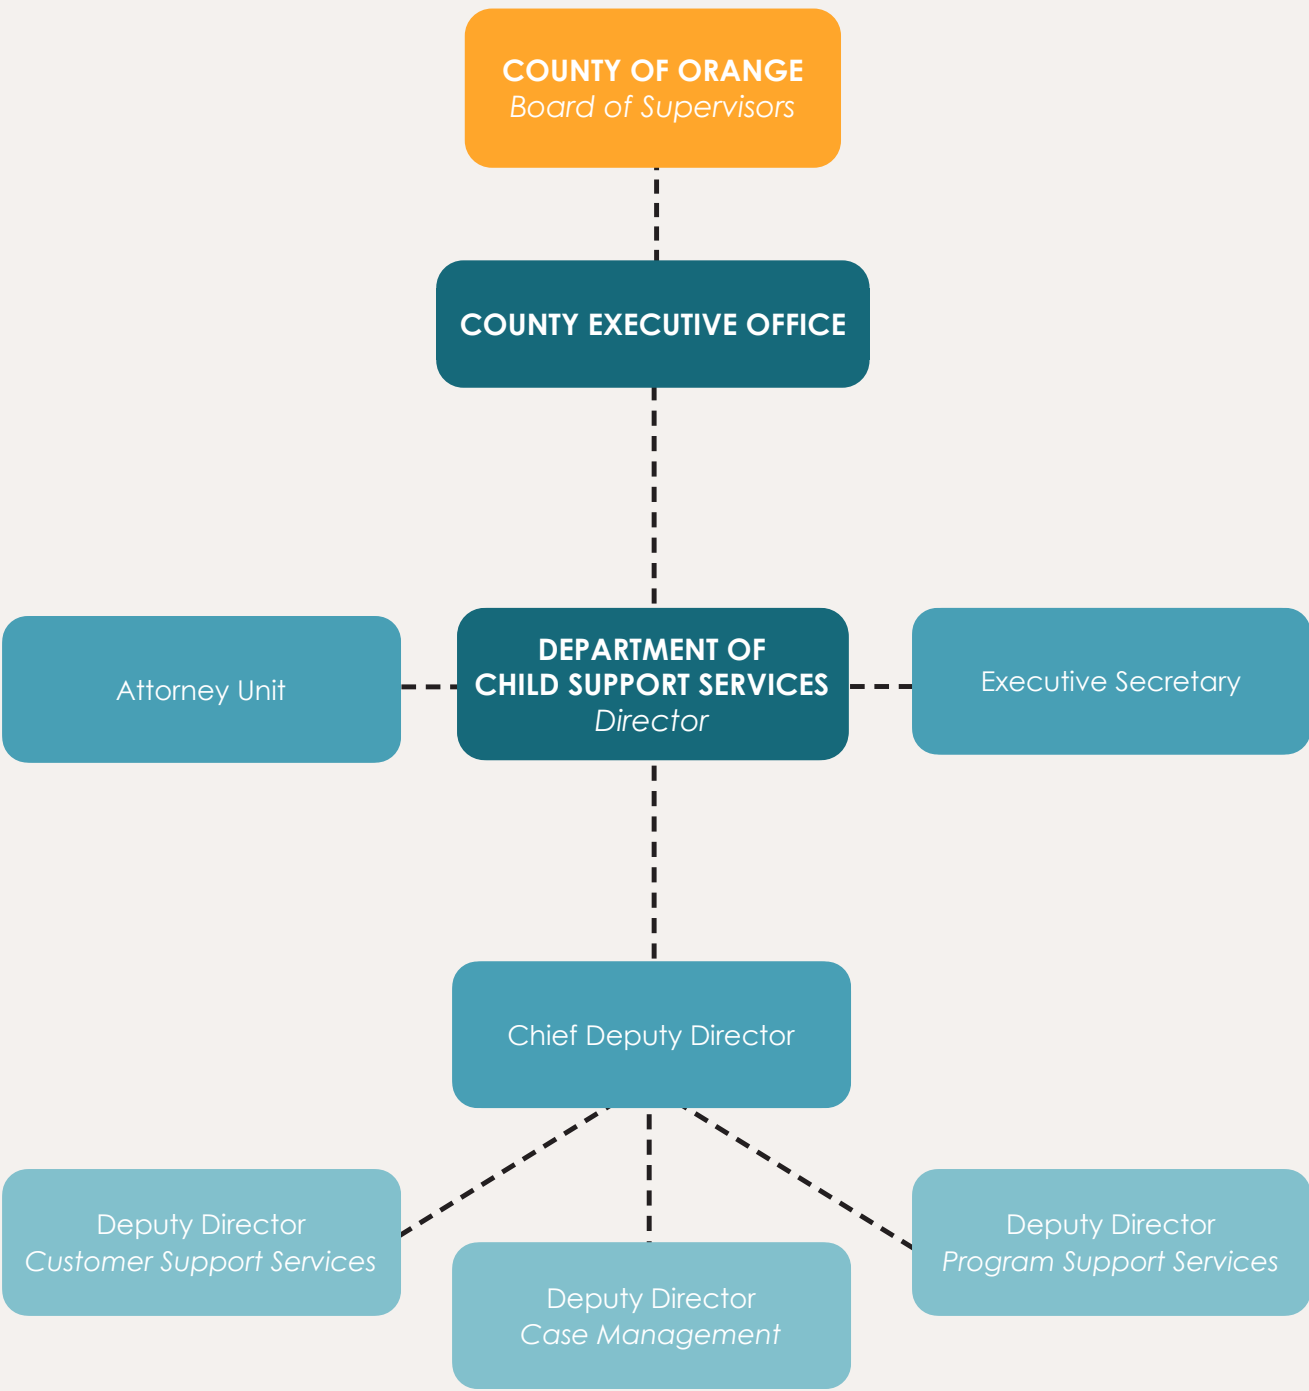 COUNTY OF ORANGE
Board of Supervisors
COUNTY EXECUTIVE OFFICE
Attorney Unit
DEPARTMENT OF
CHILD SUPPORT SERVICES
Director
Executive Secretary
Chief Deputy Director
Deputy Director
Customer Support Services
Deputy Director
Case Management
Deputy Director
Program Support Services